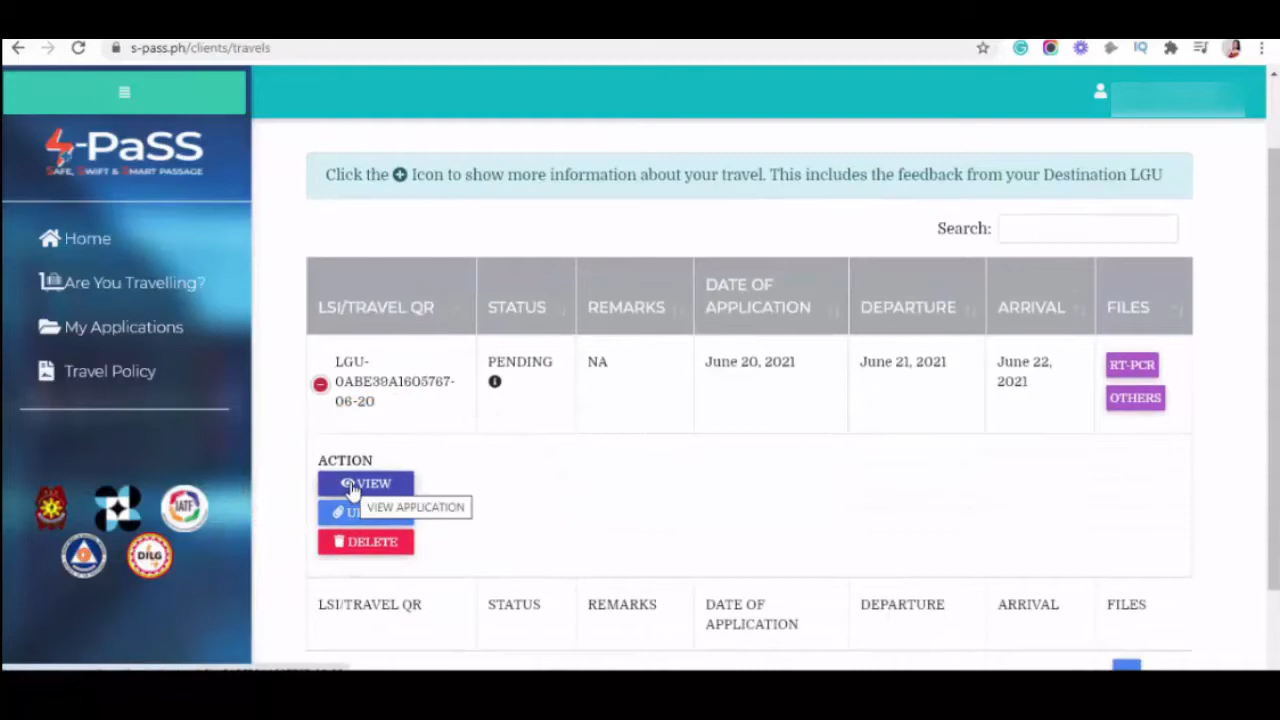 s-pass.ph/clients/travels
IQ
S-PaSS
SAFE, SWIFT & SMART PASSAGE
Home
Are You Travelling?
My Applications
Travel Policy
IATF
DILG
Click the Icon to show more information about your travel. This includes the feedback from your Destination LGU
Search:
LSI/TRAVEL QR
STATUS
REMARKS
DATE OF
APPLICATION
DEPARTURE
ARRIVAL
FILES
LGU-
0ABE39A1605767-
06-20
PENDING
NA
June 20, 2021
June 21, 2021
June 22,
2021
RT-PCR
OTHERS
ACTION
VIEW
VIEW APPLICATION
DELETE
LSI/TRAVEL QR
STATUS
REMARKS
DATE OF
APPLICATION
DEPARTURE
ARRIVAL
FILES